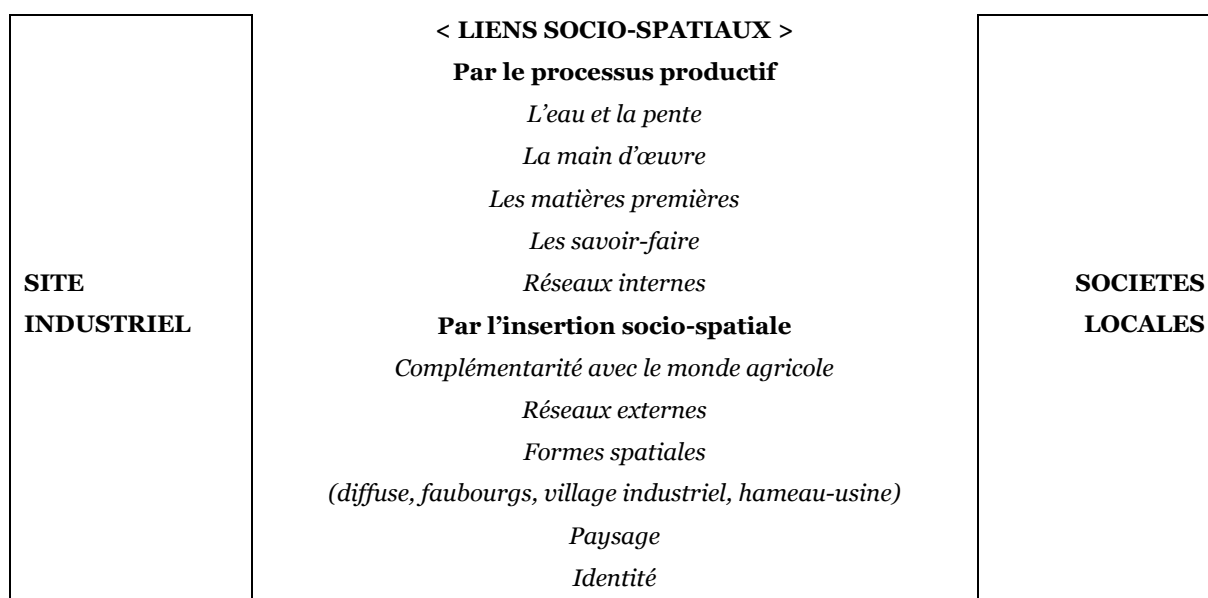 < LIENS SOCIO-SPATIAUX >
Par le processus productif
L’eau et la pente
La main d’œuvre
Les matières premières
Les savoir-faire
SITE
INDUSTRIEL
Réseaux internes
Par l’insertion socio-spatiale
Complémentarité avec le monde agricole
Réseaux externes
Formes spatiales
(diffuse, faubourgs, village industriel, hameau-usine)
Paysage
Identité
SOCIETES
LOCALES